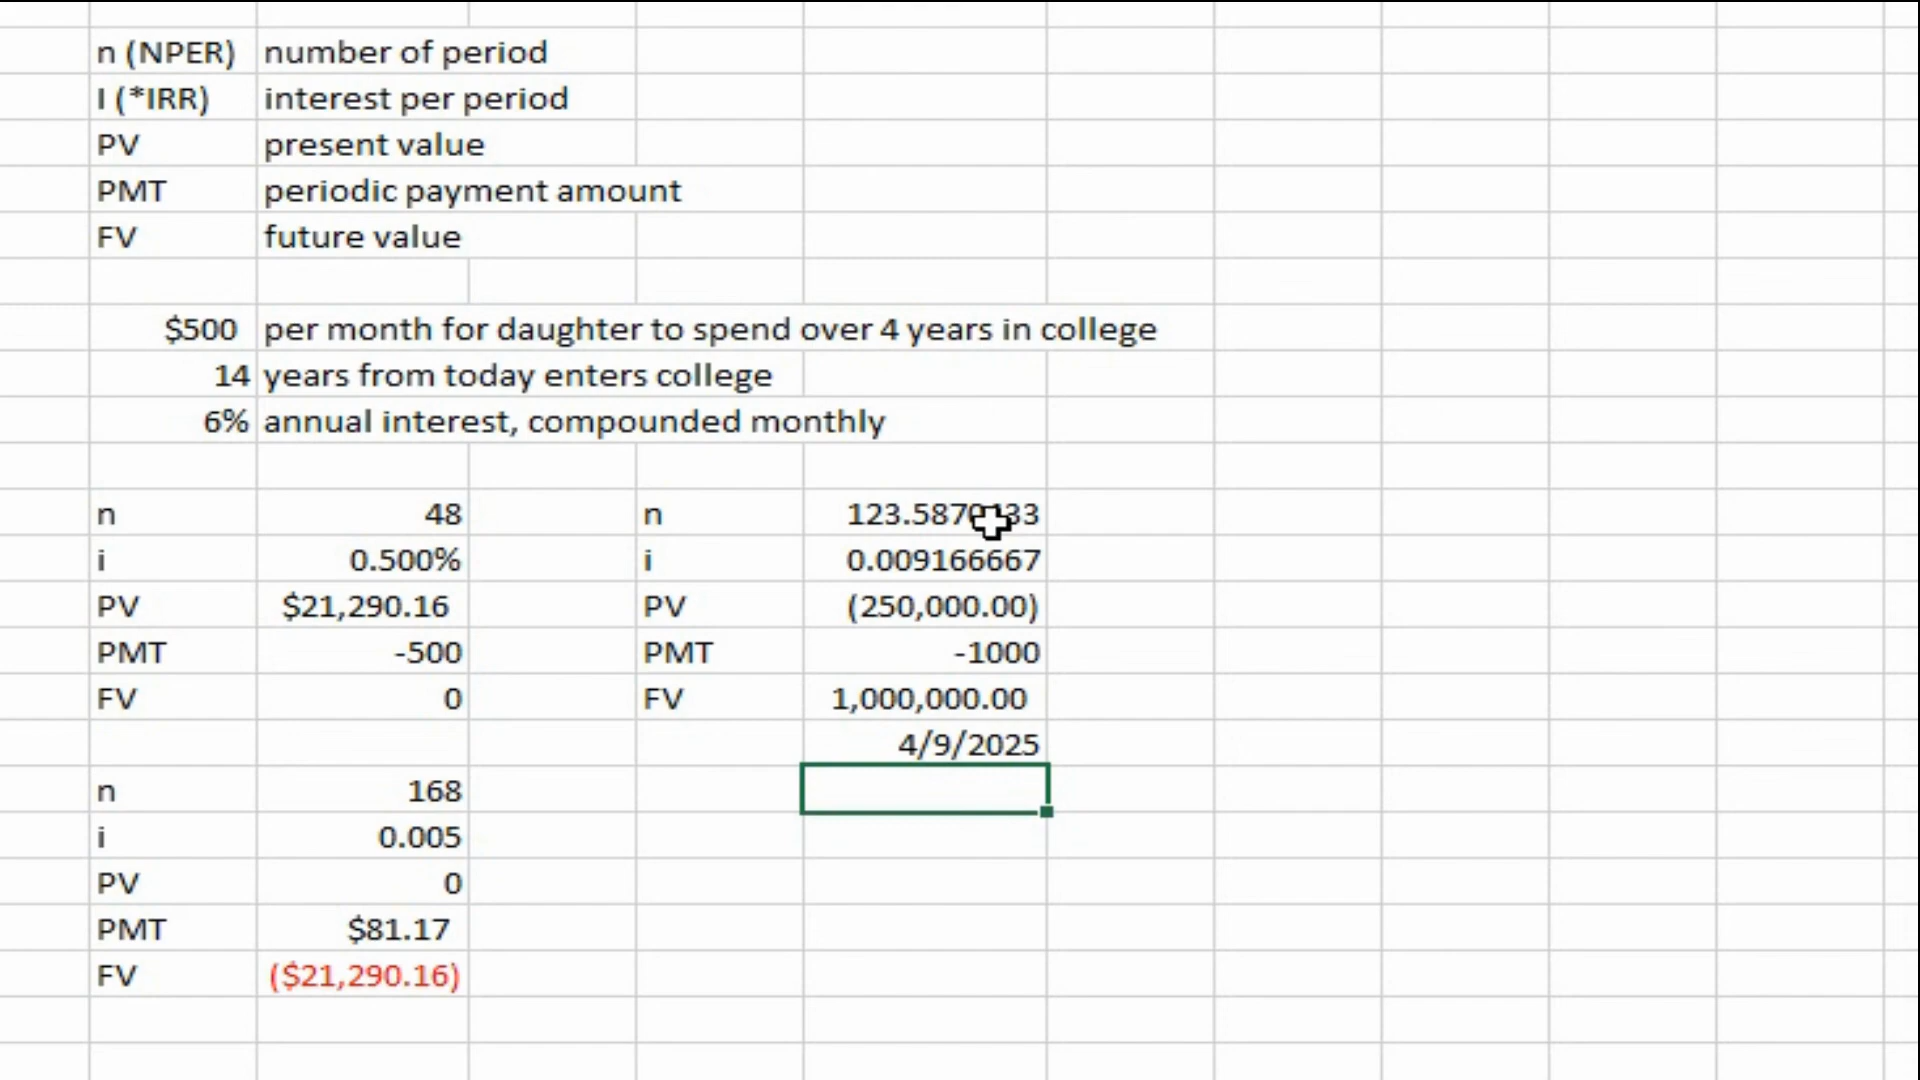 n (NPER) number of period
I (*IRR) interest per period
PV present value
PMT periodic payment amount
FV future value
$500 per month for daughter to spend over 4 years in college
14 years from today enters college
6% annual interest, compounded monthly
n 48 n
i 0.500% i 0.009166667
PV $21,290.16 PV (250,000.00)
PMT -500 PMT -1000
FV 0 FV 1,000,000.00
4/9/2025
n 168
i 0.005
PV 0
PMT $81.17
FV ($21,290.16)